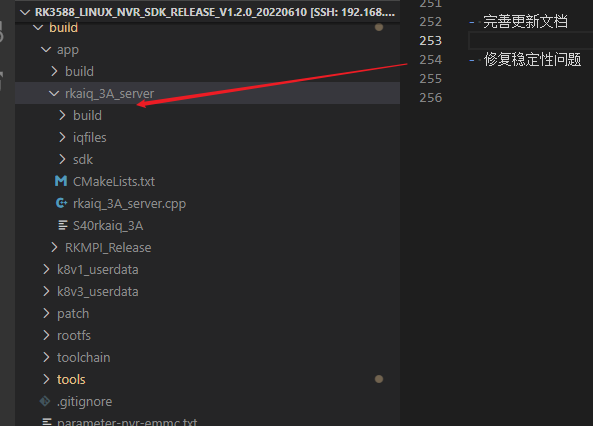 RK3588_LINUX_NVR_SDK_RELEASE_V1.2.0_20220610 [SSH: 192.168....
build
app
build
rkaiq_3A_server
build
iqfiles
sdk
CMakeLists.txt
rkaiq_3A_server.cpp
S40rkaiq_3A
RKMPI_Release
k8v1_userdata
k8v3_userdata
patch
rootfs
toolchain
tools
.gitignore
parameter-nvr-emmc.txt
252 - 完善更新文档
253
254 - 修复稳定性问题
255
256